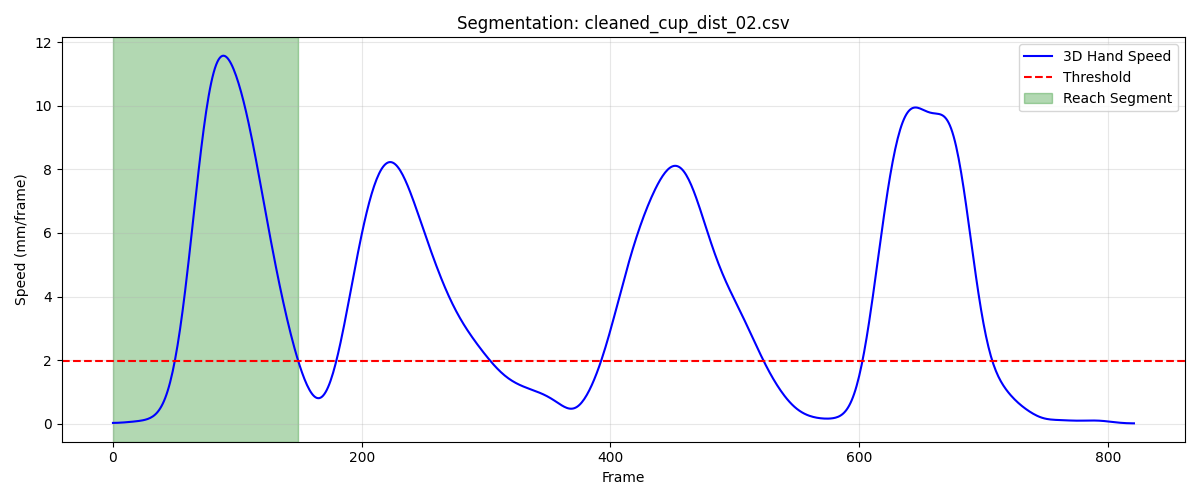 Segmentation: cleaned_cup_dist_02.csv
3D Hand Speed
Threshold
Reach Segment
Speed (mm/frame)
12
10
8
6
4
2
0
0 200 400 600 800
Frame